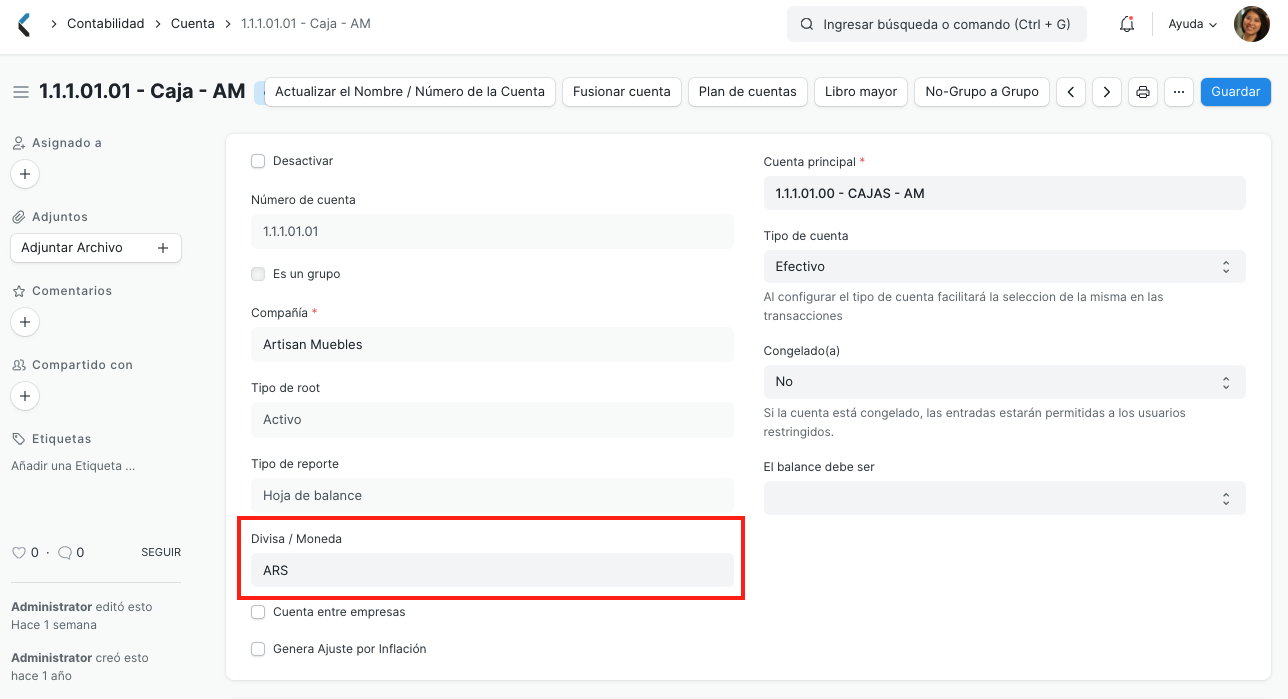 Contabilidad > Cuenta > 1.1.1.01.01 - Caja - AM
Ingresar búsqueda o comando (Ctrl + G)
Ayuda
1.1.1.01.01 - Caja - AM
Actualizar el Nombre / Número de la Cuenta
Fusionar cuenta
Plan de cuentas
Libro mayor
No-Grupo a Grupo
Guardar
Asignado a
Adjuntos
Adjuntar Archivo
Comentarios
Compartido con
Etiquetas
Añadir una Etiqueta ...
0 · 0
SEGUIR
Administrator editó esto
Hace 1 semana
Administrator creó esto
hace 1 año
Desactivar
Número de cuenta
1.1.1.01.01
Es un grupo
Compañía *
Artisan Muebles
Tipo de root
Activo
Tipo de reporte
Hoja de balance
Divisa / Moneda
ARS
Cuenta entre empresas
Genera Ajuste por Inflación
Cuenta principal *
1.1.1.01.00 - CAJAS - AM
Tipo de cuenta
Efectivo
Al configurar el tipo de cuenta facilitará la seleccion de la misma en las
transacciones
Congelado(a)
No
Si la cuenta está congelado, las entradas estarán permitidas a los usuarios
restringidos.
El balance debe ser